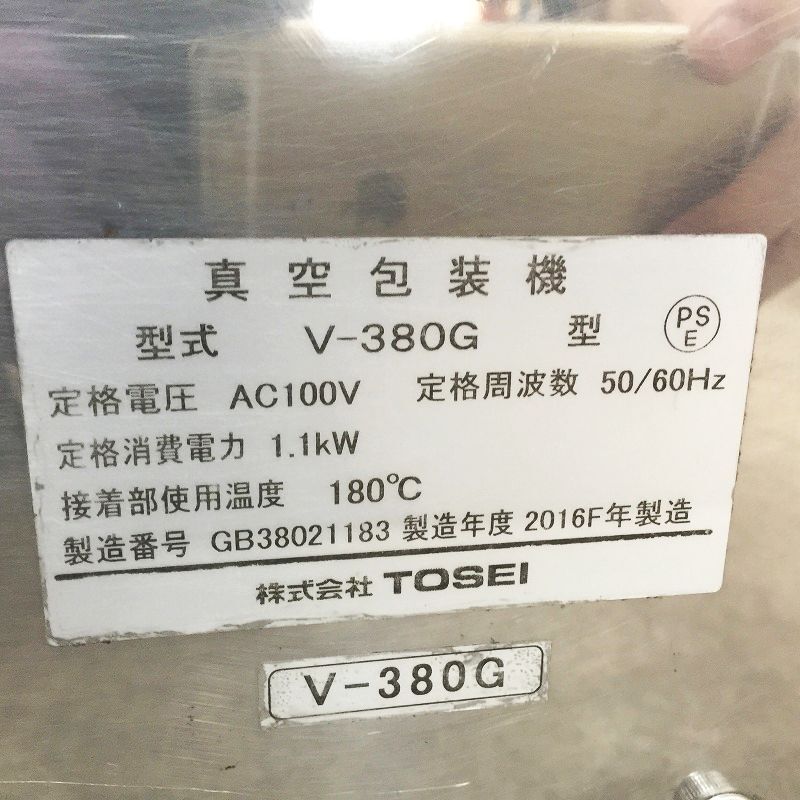 真空包装機
型式 V-380G 型 PSE
定格電圧 AC100V 定格周波数 50/60Hz
定格消費電力 1.1kW
接着部使用温度 180℃
製造番号 GB38021183 製造年度 2016F年製造
株式会社 TOSEI
V-380G